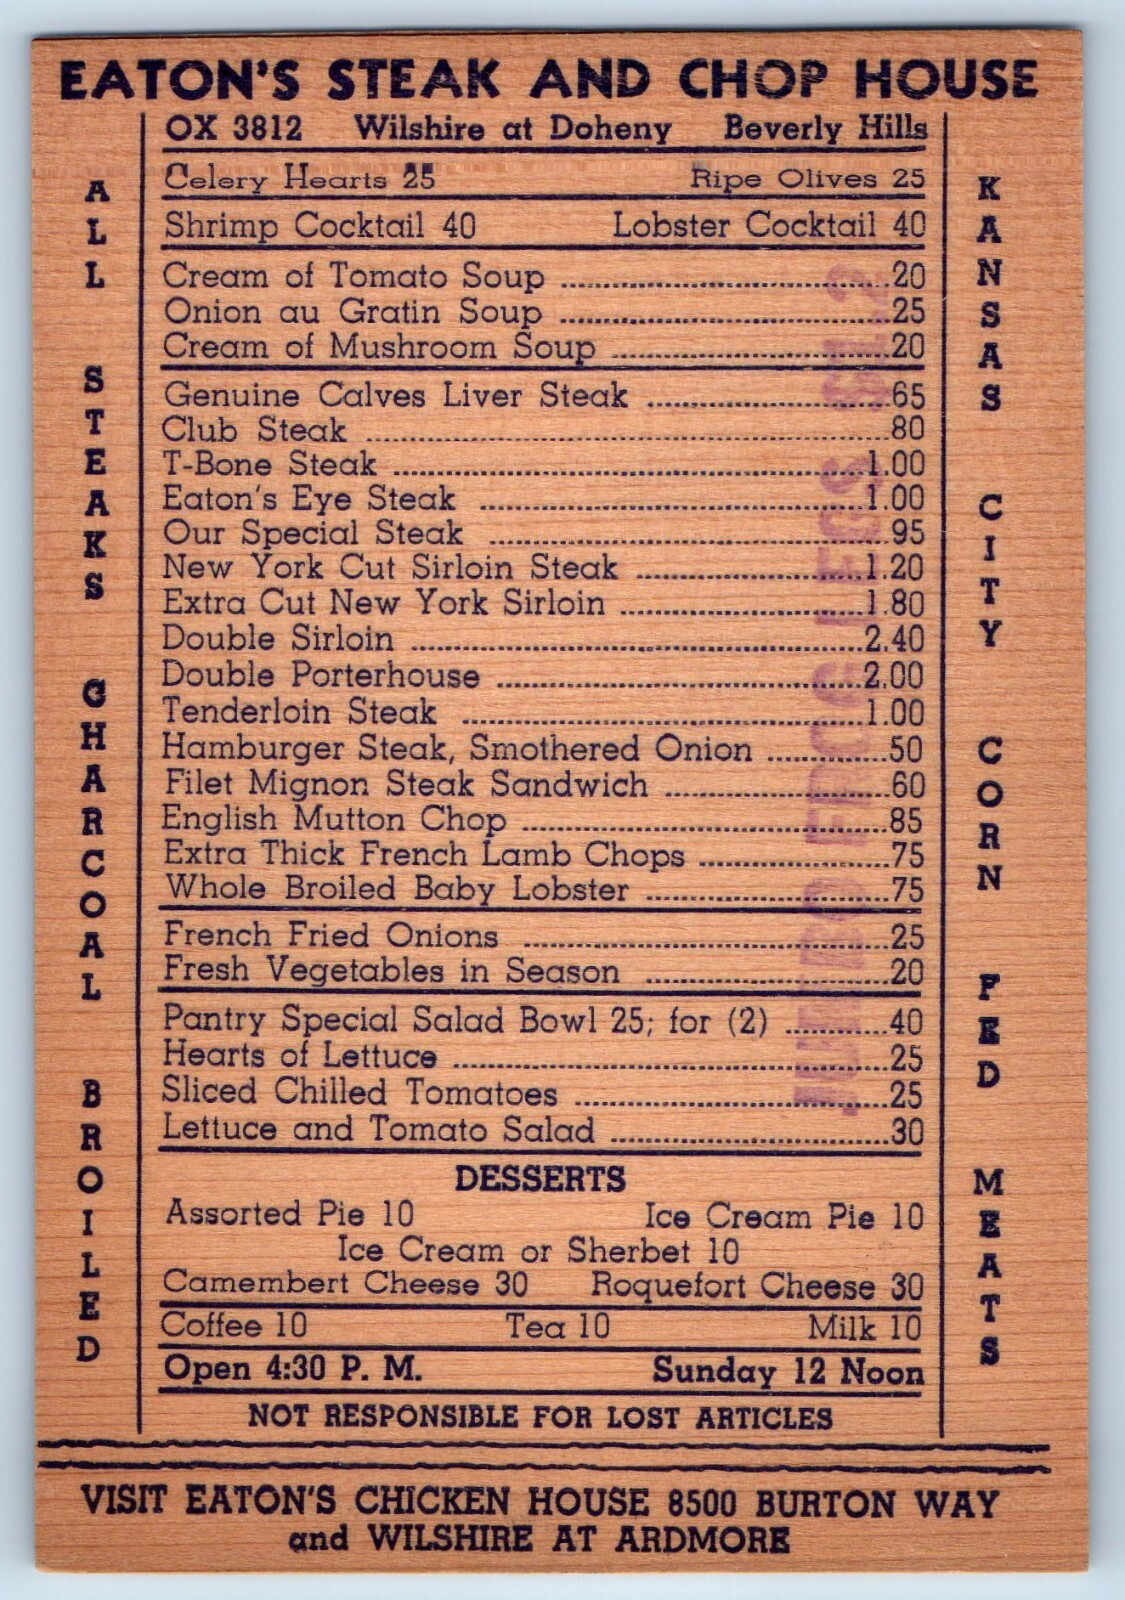 EATON'S STEAK AND CHOP HOUSE
OX 3812 Wilshire at Doheny Beverly Hills
Celery Hearts 25 Ripe Olives 25
Shrimp Cocktail 40 Lobster Cocktail 40
Cream of Tomato Soup 20
Onion au Gratin Soup 25
Cream of Mushroom Soup 20
Genuine Calves Liver Steak 65
Club Steak 80
T-Bone Steak 1.00
Eaton's Eye Steak 1.00
Our Special Steak 95
New York Cut Sirloin Steak 1.20
Extra Cut New York Sirloin 1.80
Double Sirloin 2.40
Double Porterhouse 2.00
Tenderloin Steak 1.00
Hamburger Steak, Smothered Onion 50
Filet Mignon Steak Sandwich 60
English Mutton Chop 85
Extra Thick French Lamb Chops 75
Whole Broiled Baby Lobster 75
French Fried Onions 25
Fresh Vegetables in Season 20
Pantry Special Salad Bowl 25; for (2) 40
Hearts of Lettuce 25
Sliced Chilled Tomatoes 25
Lettuce and Tomato Salad 30
DESSERTS
Assorted Pie 10 Ice Cream Pie 10
Ice Cream or Sherbet 10
Camembert Cheese 30 Roquefort Cheese 30
Coffee 10 Tea 10 Milk 10
Open 4:30 P. M. Sunday 12 Noon
NOT RESPONSIBLE FOR LOST ARTICLES
ALL STEAKS CHARCOAL BROILED
KANSAS CITY CORN FED MEATS
JUMBO FROG LEGS
VISIT EATON'S CHICKEN HOUSE 8500 BURTON WAY
and WILSHIRE AT ARDMORE